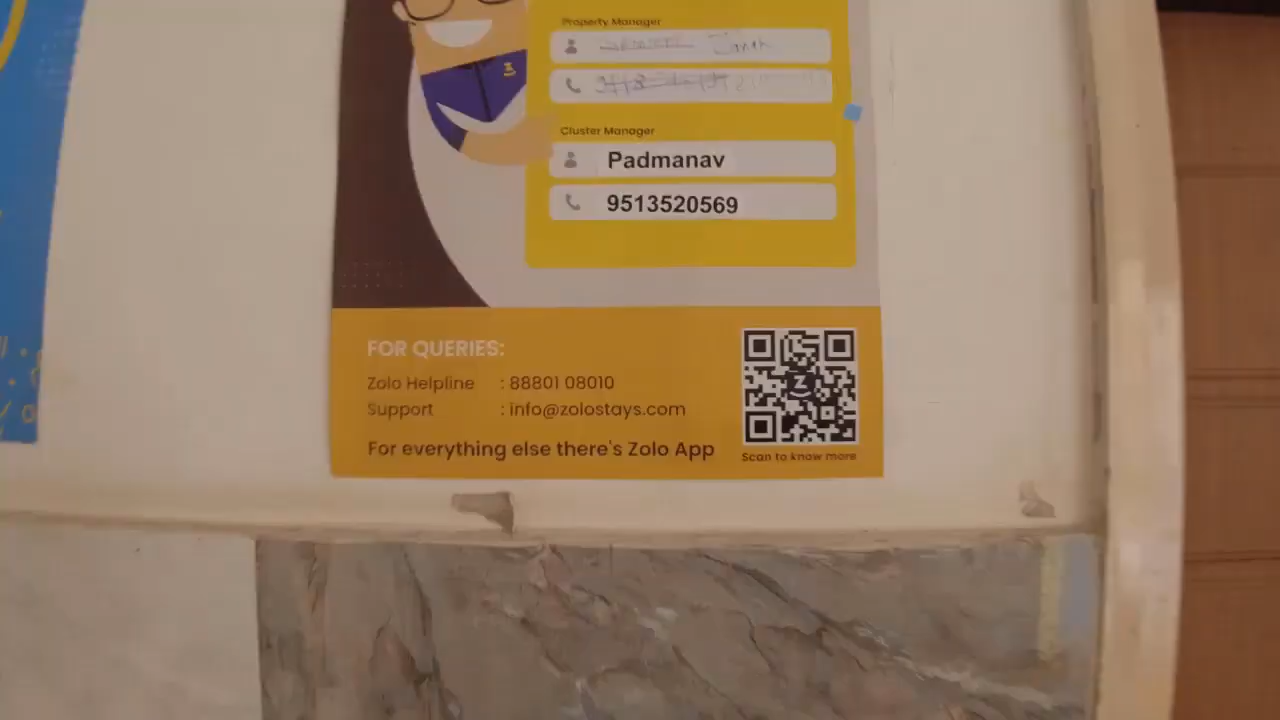 Property Manager
Cluster Manager
Padmanav
9513520569
FOR QUERIES:
Zolo Helpline : 88801 08010
Support : info@zolostays.com
For everything else there's Zolo App
Scan to know more